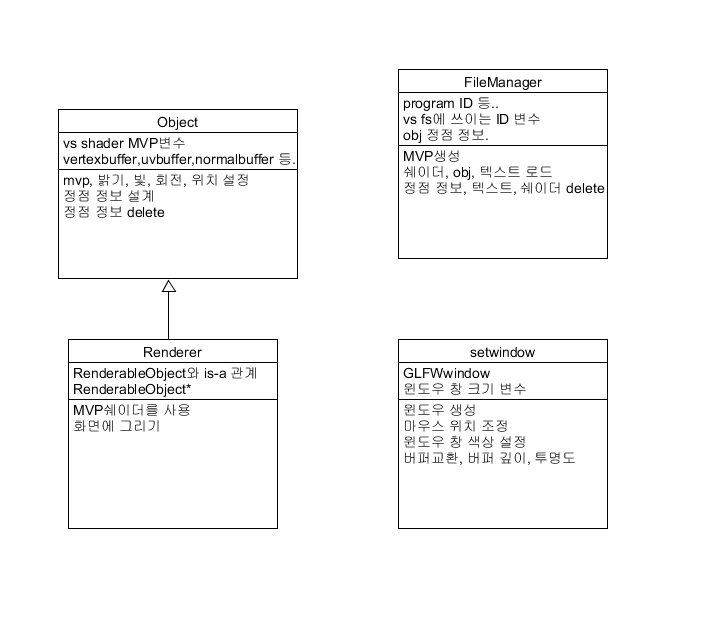 Object
vs shader MVP변수
vertexbuffer,uvbuffer,normalbuffer 등.
mvp, 밝기, 빛, 회전, 위치 설정
정점 정보 설계
정점 정보 delete
FileManager
program ID 등..
vs fs에 쓰이는 ID 변수
obj 정점 정보.
MVP생성
쉐이더, obj, 텍스트 로드
정점 정보, 텍스트, 쉐이더 delete
Renderer
RenderableObject와 is-a 관계
RenderableObject*
MVP쉐이더를 사용
화면에 그리기
setwindow
GLFWwindow
윈도우 창 크기 변수
윈도우 생성
마우스 위치 조정
윈도우 창 색상 설정
버퍼교환, 버퍼 깊이, 투명도